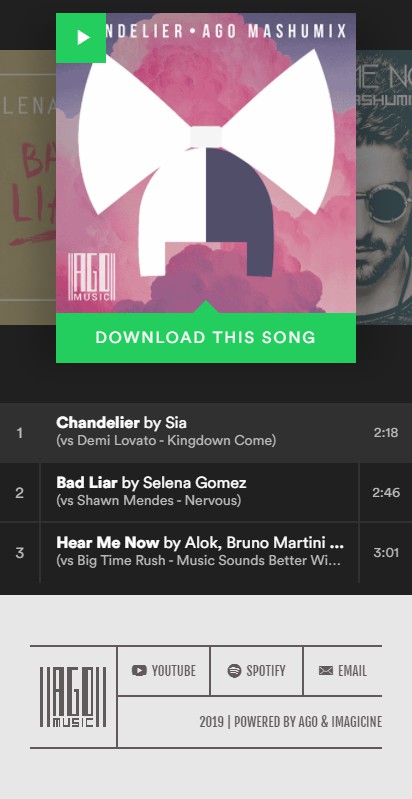 NDELIER • AGO MASHUMIX
LENA
BA
LI
ME NO
ASHUMI
AGO
MUSIC
DOWNLOAD THIS SONG
1
Chandelier by Sia
2:18
(vs Demi Lovato - Kingdown Come)
2
Bad Liar by Selena Gomez
2:46
(vs Shawn Mendes - Nervous)
3
Hear Me Now by Alok, Bruno Martini ...
3:01
(vs Big Time Rush - Music Sounds Better Wi...
AGO
MUSIC
YOUTUBE
SPOTIFY
EMAIL
2019 | POWERED BY AGO & IMAGICINE